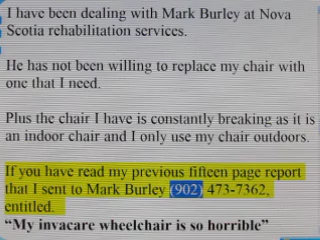 I have been dealing with Mark Burley at Nova
Scotia rehabilitation services.
He has not been willing to replace my chair with
one that I need.
Plus the chair I have is constantly breaking as it is
an indoor chair and I only use my chair outdoors.
If you have read my previous fifteen page report
that I sent to Mark Burley (902) 473-7362,
entitled.
“My invacare wheelchair is so horrible”